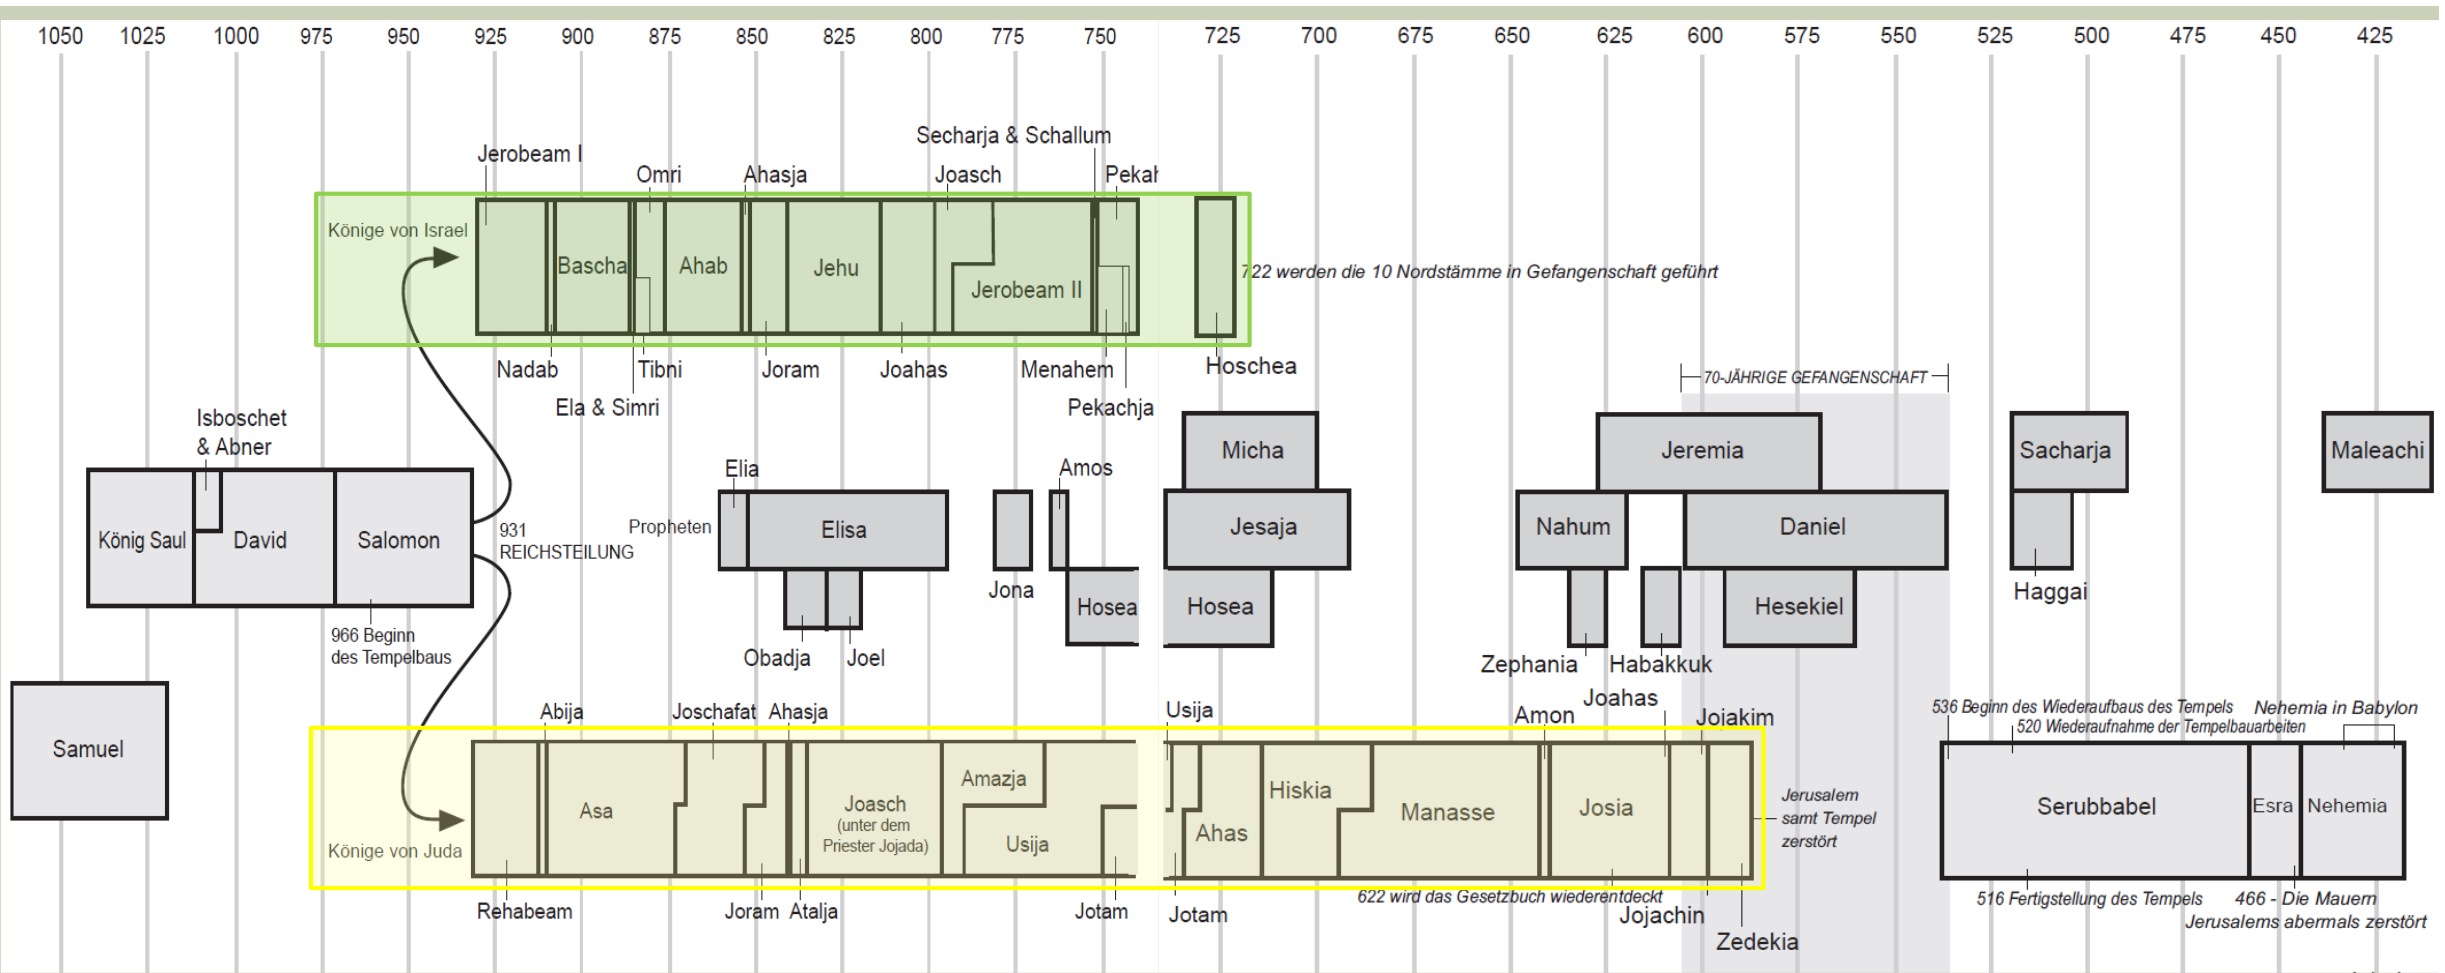 1050 1025 1000 975 950 925 900 875 850 825 800 775 750 725 700 675 650 625 600 575 550 525 500 475 450 425
Secharja & Schallum
Jerobeam I
Omri
Ahasja
Joasch
Könige von Israel
Bascha
Ahab
Jehu
Jerobeam II
722 werden die 10 Nordstämme in Gefangenschaft geführt
Nadab
Tibni
Joram
Joahas
Menahem
Hoschea
Ela & Simri
Pekachja
70-JÄHRIGE GEFANGENSCHAFT
Isboschet
& Abner
König Saul
David
Salomon
931
REICHSTEILUNG
966 Beginn
des Tempelbaus
Samuel
Propheten
Elia
Elisa
Obadja
Joel
Jona
Amos
Hosea
Micha
Jesaja
Hosea
Jeremia
Nahum
Daniel
Zephania
Habakkuk
Hesekiel
Sacharja
Haggai
Maleachi
Abija
Joschafat
Ahasja
Usija
Amon
Joahas
Jojakim
Könige von Juda
Asa
Joasch
(unter dem
Priester Jojada)
Amazja
Usija
Ahas
Hiskia
Manasse
Josia
Jerusalem
samt Tempel
zerstört
Rehabeam
Joram
Atalja
Jotam
Jotam
622 wird das Gesetzbuch wiederentdeckt
Jojachin
Zedekia
536 Beginn des Wiederaufbaus des Tempels
Nehemia in Babylon
520 Wiederaufnahme der Tempelbauarbeiten
Serubbabel
Esra
Nehemia
516 Fertigstellung des Tempels
466 - Die Mauern
Jerusalems abermals zerstört